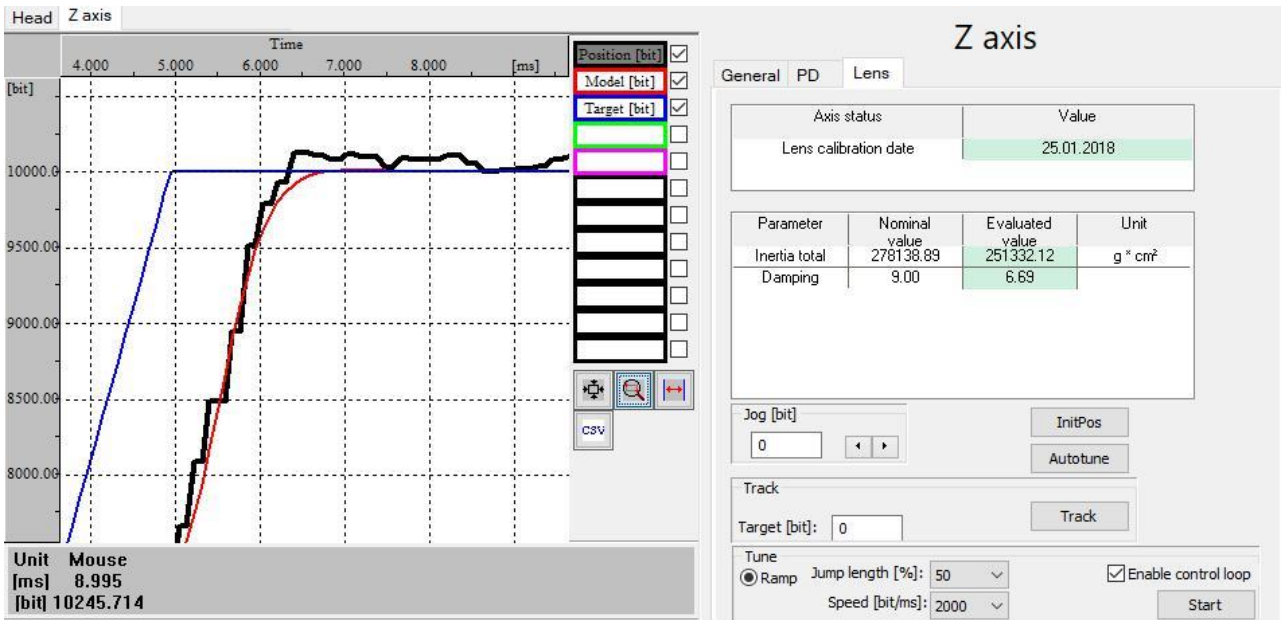 Head Z axis
Time
4.000 5.000 6.000 7.000 8.000 [ms]
[bit]
10000.0
9500.00
9000.00
8500.00
8000.00
Position [bit]
Model [bit]
Target [bit]
CSV
Unit Mouse
[ms] 8.995
[bit] 10245.714
Z axis
General PD Lens
Axis status Value
Lens calibration date 25.01.2018
Parameter Nominal value Evaluated value Unit
Inertia total 278138.89 251332.12 g * cm²
Damping 9.00 6.69
Jog [bit]
0
InitPos
Autotune
Track
Target [bit]: 0 Track
Tune
Ramp Jump length [%]: 50 Enable control loop
Speed [bit/ms]: 2000 Start